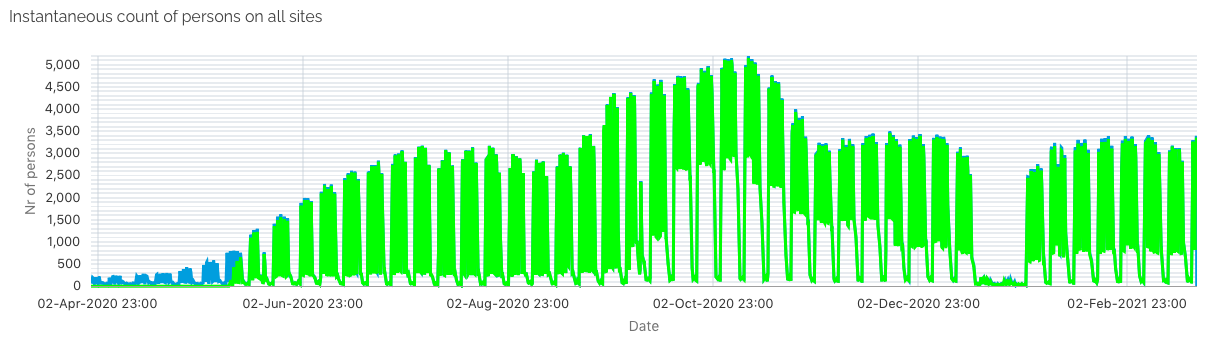 Instantaneous count of persons on all sites
5,000
4,500
4,000
3,500
3,000
2,500
2,000
1,500
1,000
500
0
Nr of persons
02-Apr-2020 23:00 02-Jun-2020 23:00 02-Aug-2020 23:00 02-Oct-2020 23:00 02-Dec-2020 23:00 02-Feb-2021 23:00
Date